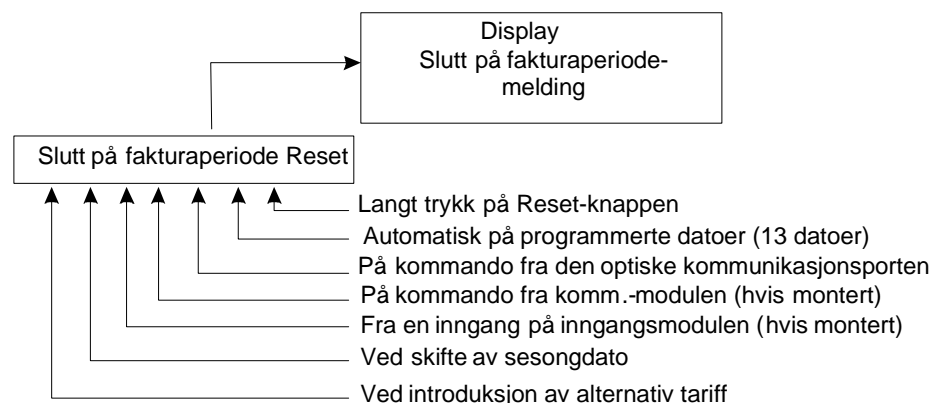 Display
Slutt på fakturaperiode-
melding
Slutt på fakturaperiode Reset
Langt trykk på Reset-knappen
Automatisk på programmerte datoer (13 datoer)
På kommando fra den optiske kommunikasjonsporten
På kommando fra komm.-modulen (hvis montert)
Fra en inngang på inngangsmodulen (hvis montert)
Ved skifte av sesongdato
Ved introduksjon av alternativ tariff